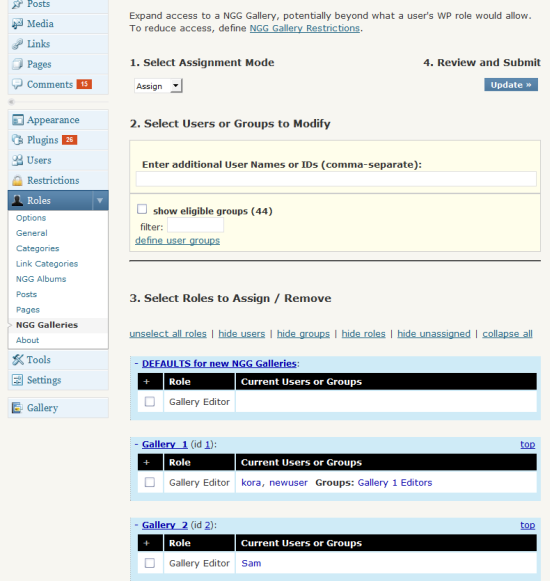 Posts
Media
Links
Pages
Comments 15
Appearance
Plugins 26
Users
Restrictions
Roles
Options
General
Categories
Link Categories
NGG Albums
Posts
Pages
NGG Galleries
About
Tools
Settings
Gallery
Expand access to a NGG Gallery, potentially beyond what a user's WP role would allow.
To reduce access, define NGG Gallery Restrictions.
1. Select Assignment Mode
4. Review and Submit
Assign
Update »
2. Select Users or Groups to Modify
Enter additional User Names or IDs (comma-separate):
show eligible groups (44)
filter:
define user groups
3. Select Roles to Assign / Remove
unselect all roles | hide users | hide groups | hide roles | hide unassigned | collapse all
- DEFAULTS for new NGG Galleries:
+ Role Current Users or Groups
Gallery Editor
- Gallery_1 (id 1): top
+ Role Current Users or Groups
Gallery Editor kora, newuser Groups: Gallery 1 Editors
- Gallery_2 (id 2): top
+ Role Current Users or Groups
Gallery Editor Sam